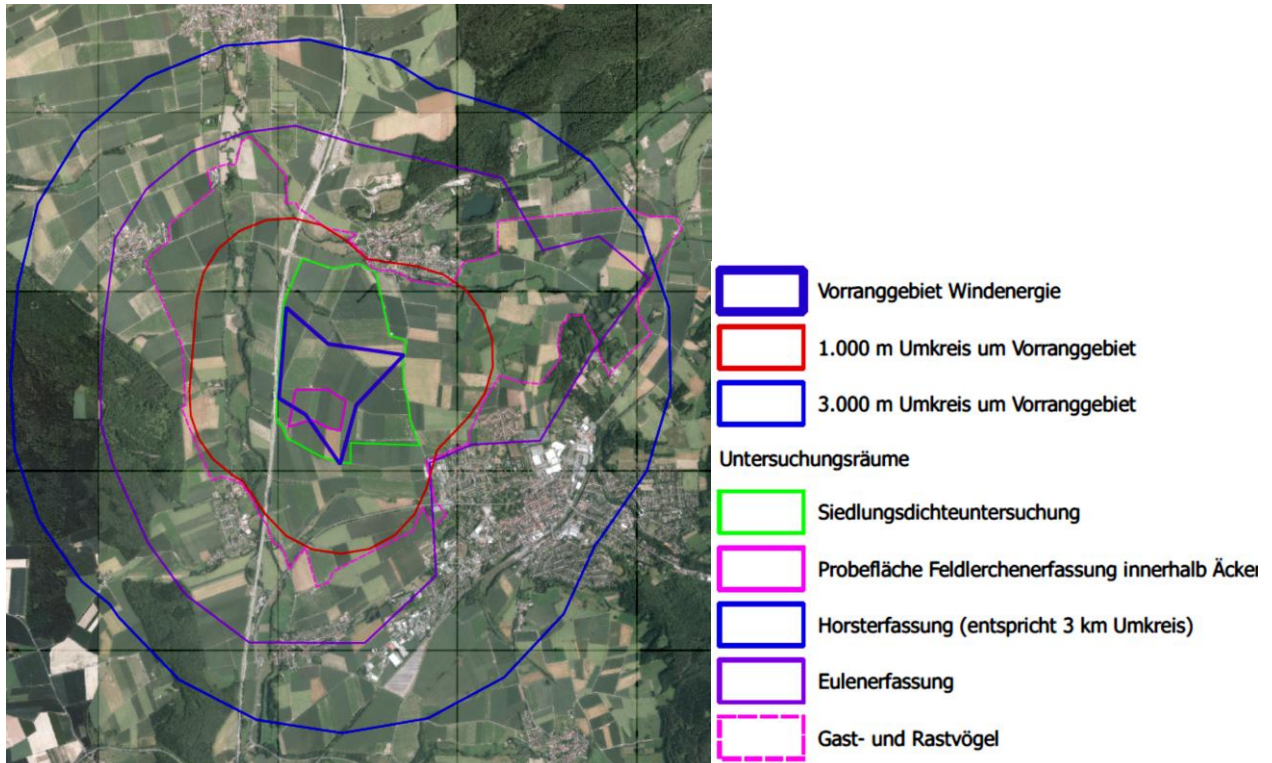 Vorranggebiet Windenergie
1.000 m Umkreis um Vorranggebiet
3.000 m Umkreis um Vorranggebiet
Untersuchungsräume
Siedlungsdichteuntersuchung
Probefläche Feldlerchenerfassung innerhalb Äcker
Horsterfassung (entspricht 3 km Umkreis)
Eulenerfassung
Gast- und Rastvögel